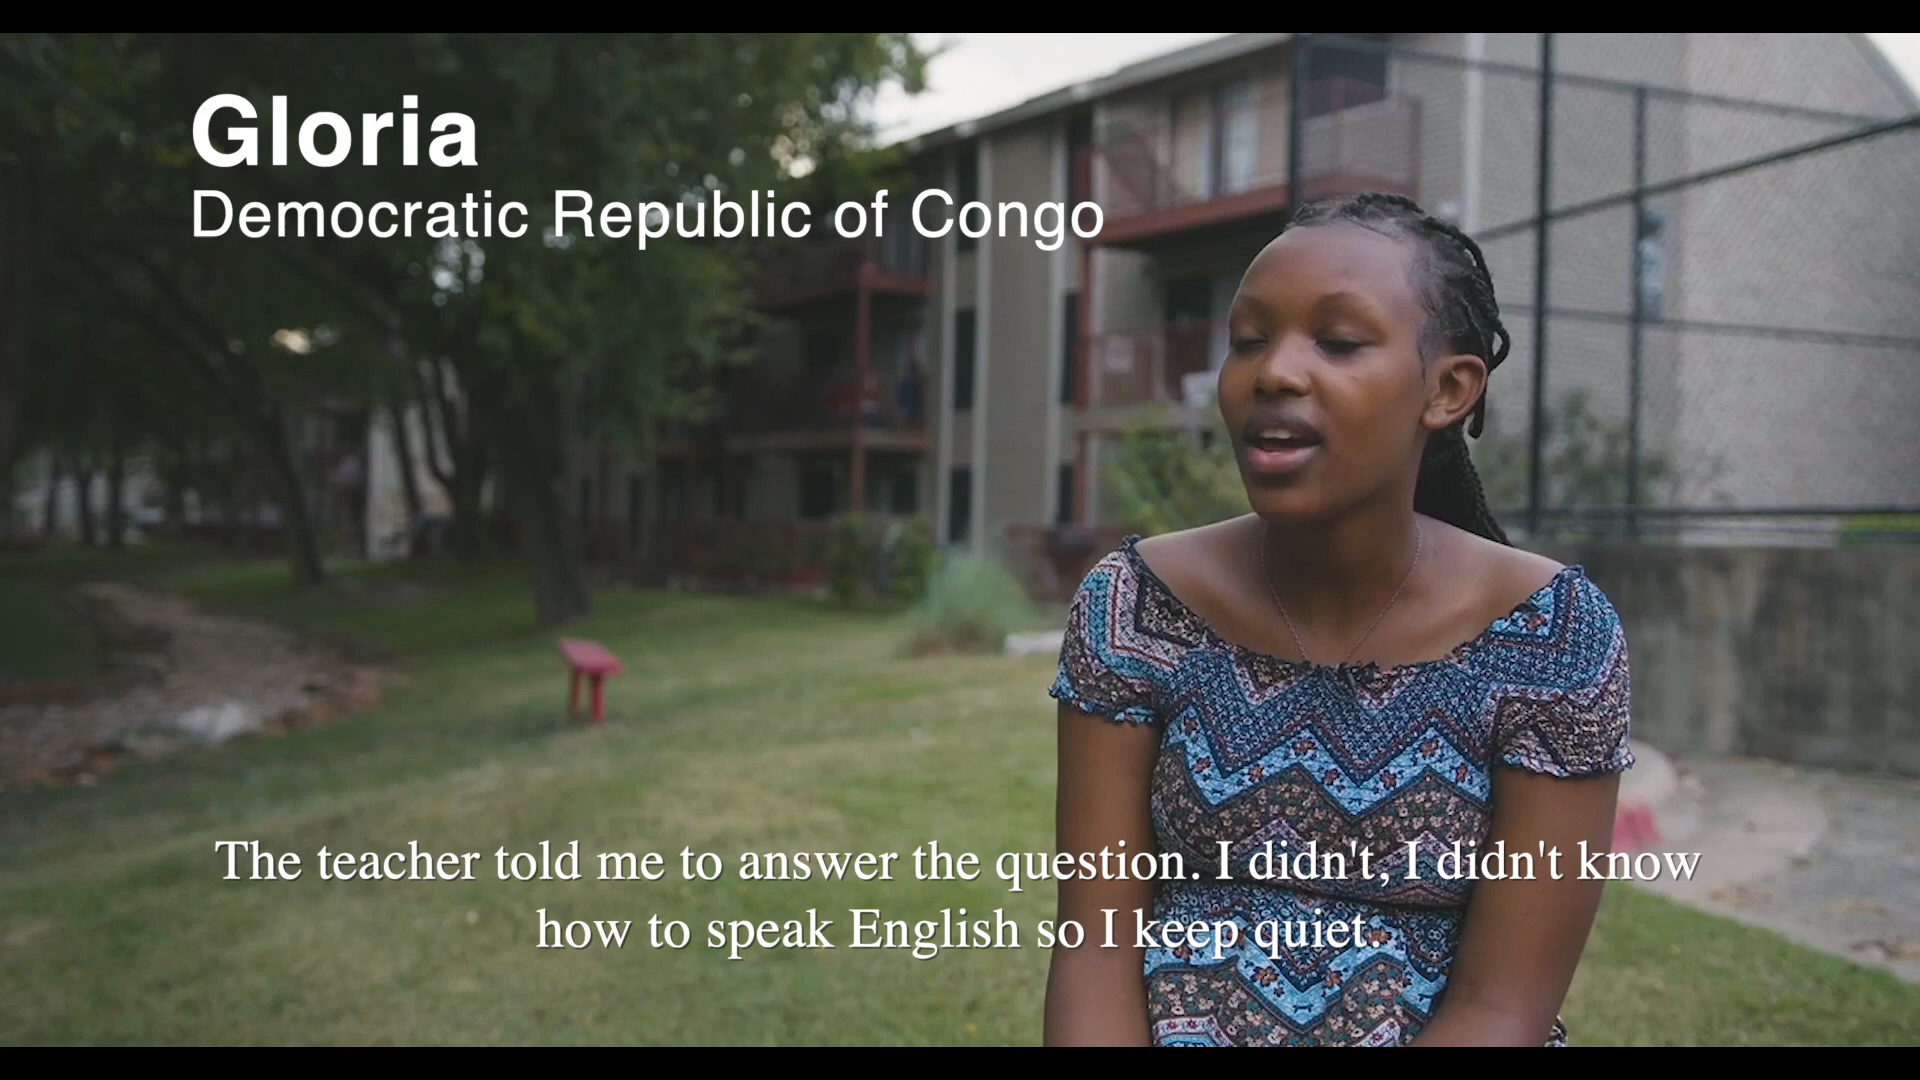 Gloria
Democratic Republic of Congo
The teacher told me to answer the question. I didn't, I didn't know
how to speak English so I keep quiet.